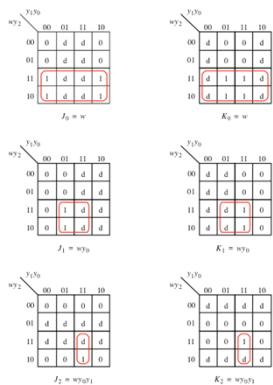 y₁y₀ y₁y₀
wy₂ 00 01 11 10 wy₂ 00 01 11 10
00 0 d d 0 00 d 0 0 d
01 0 d d 0 01 d 0 0 d
11 1 d d 1 11 d 1 1 d
10 1 d d 1 10 d 1 1 d
J₀ = w K₀ = w
y₁y₀ y₁y₀
wy₂ 00 01 11 10 wy₂ 00 01 11 10
00 0 0 d d 00 d d 0 0
01 0 0 d d 01 d d 0 0
11 0 1 d d 11 d d 1 0
10 0 1 d d 10 d d 1 0
J₁ = wy₀ K₁ = wy₀
y₁y₀ y₁y₀
wy₂ 00 01 11 10 wy₂ 00 01 11 10
00 0 0 0 0 00 d d d d
01 d d d d 01 0 0 0 0
11 d d d d 11 0 0 1 0
10 0 0 1 0 10 d d d d
J₂ = wy₀y₁ K₂ = wy₀y₁